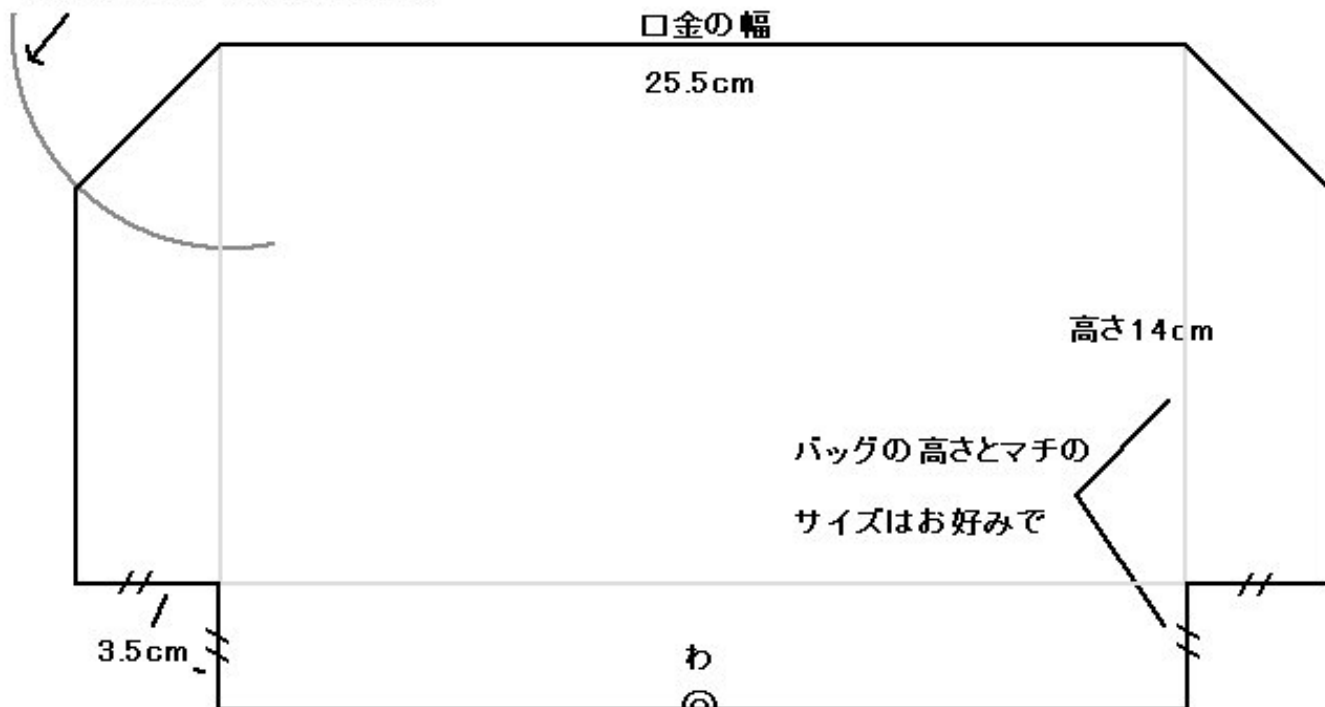 口金の幅
25.5cm
高さ14cm
バッグの高さとマチの
サイズはお好みで
3.5cm
わ
◎